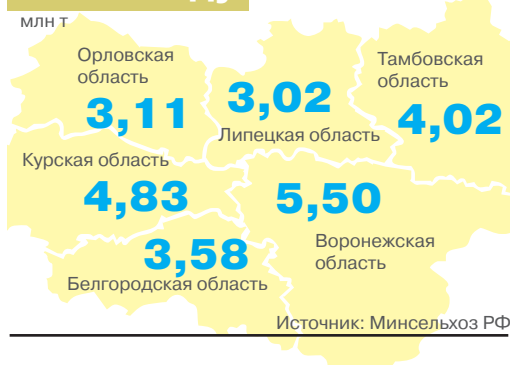 млн т
Орловская
область
3,11
3,02
Липецкая область
Тамбовская
область
4,02
Курская область
4,83
5,50
Воронежская
область
3,58
Белгородская область
Источник: Минсельхоз РФ